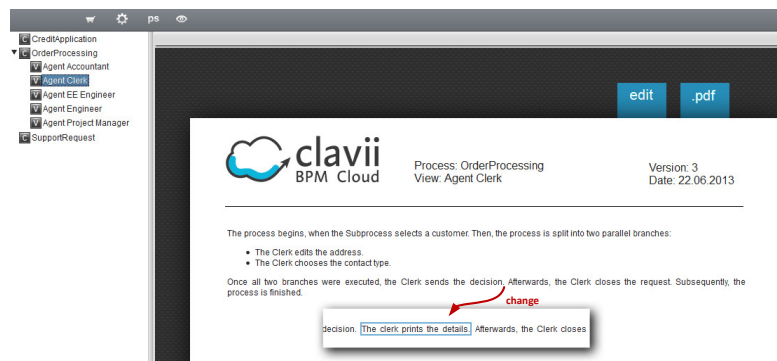 ps
CreditApplication
OrderProcessing
Agent Accountant
Agent Clerk
Agent EE Engineer
Agent Engineer
Agent Project Manager
SupportRequest
edit
.pdf
clavii
BPM Cloud
Process: OrderProcessing
View: Agent Clerk
Version: 3
Date: 22.06.2013
The process begins, when the Subprocess selects a customer. Then, the process is split into two parallel branches:
• The Clerk edits the address.
• The Clerk chooses the contact type.
Once all two branches were executed, the Clerk sends the decision. Afterwards, the Clerk closes the request. Subsequently, the
process is finished.
change
decision. The clerk prints the details. Afterwards, the Clerk closes